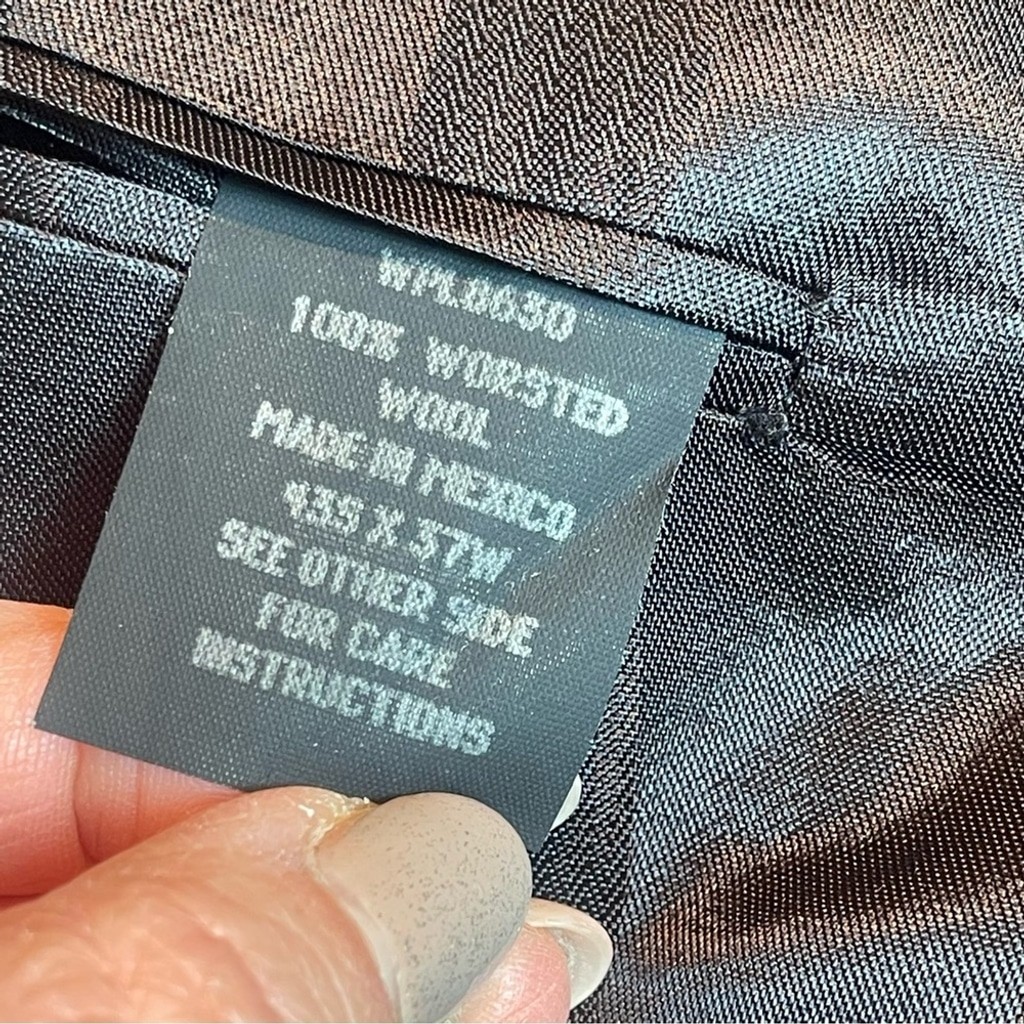 WPL8630
100% WORSTED
WOOL
MADE IN MEXICO
43S X 37W
SEE OTHER SIDE
FOR CARE
INSTRUCTIONS